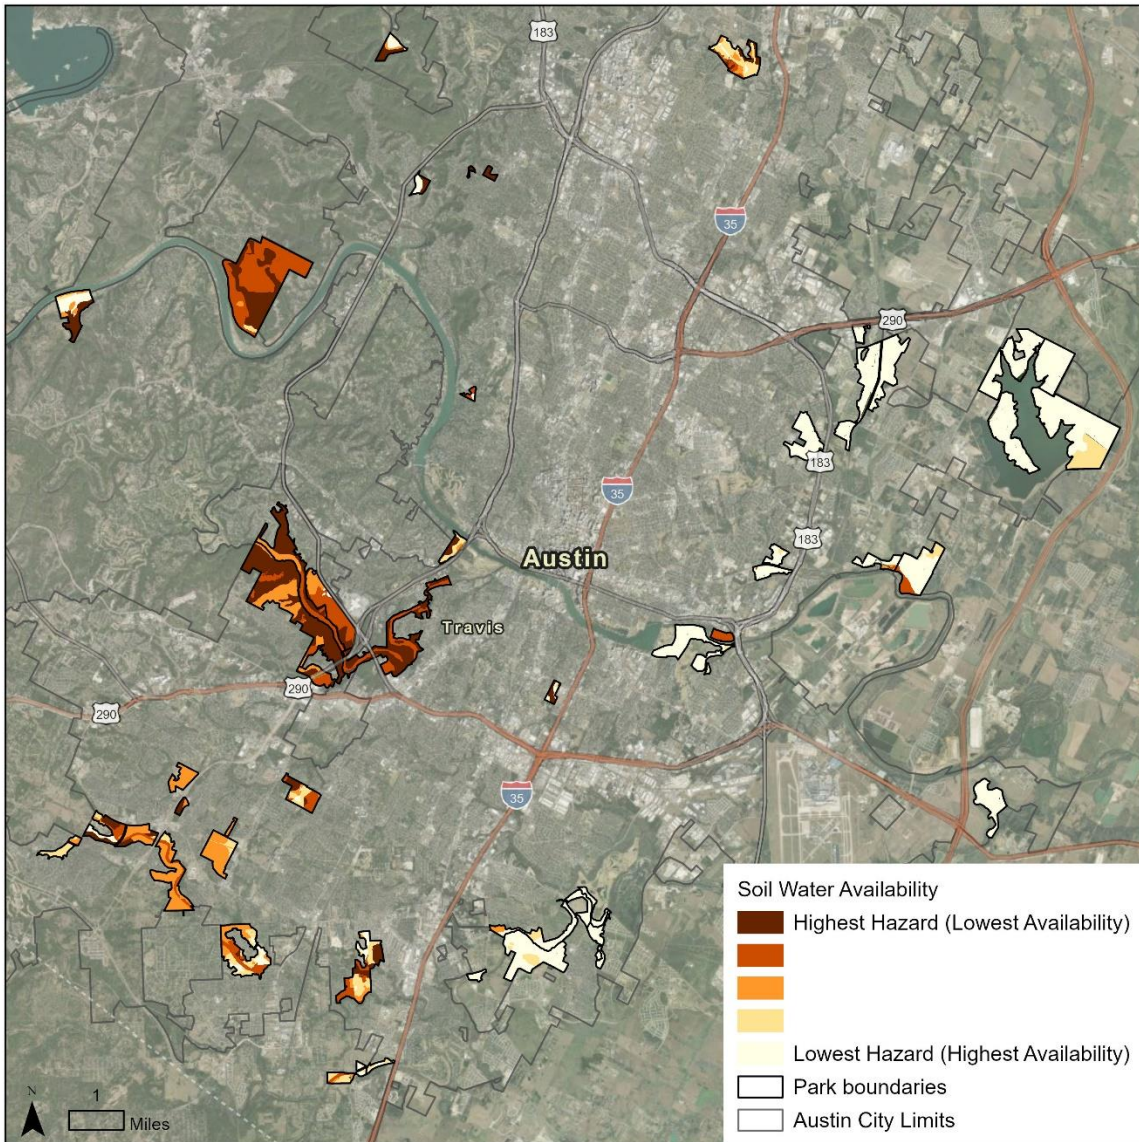 183
35
290
183
35
183
Austin
Travis
290
290
35
Soil Water Availability
Highest Hazard (Lowest Availability)
Lowest Hazard (Highest Availability)
Park boundaries
Austin City Limits
N
1
Miles